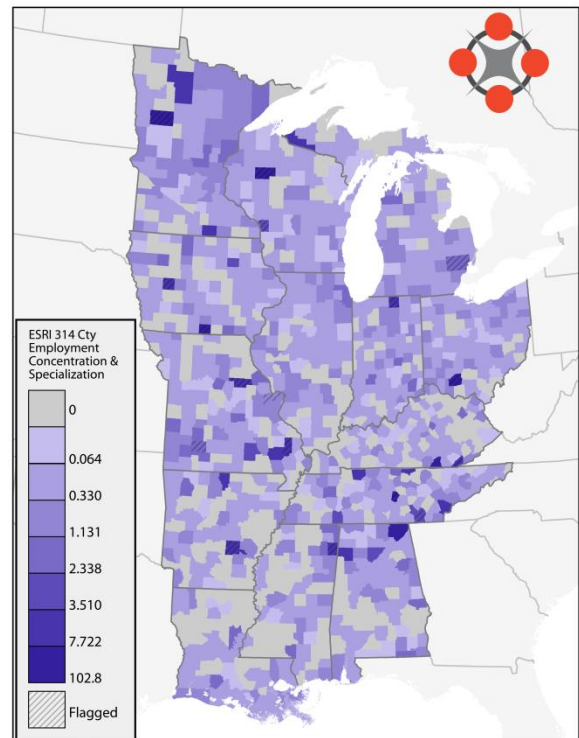 ESRI 314 Cty
Employment
Concentration &
Specialization
0
0.064
0.330
1.131
2.338
3.510
7.722
102.8
Flagged